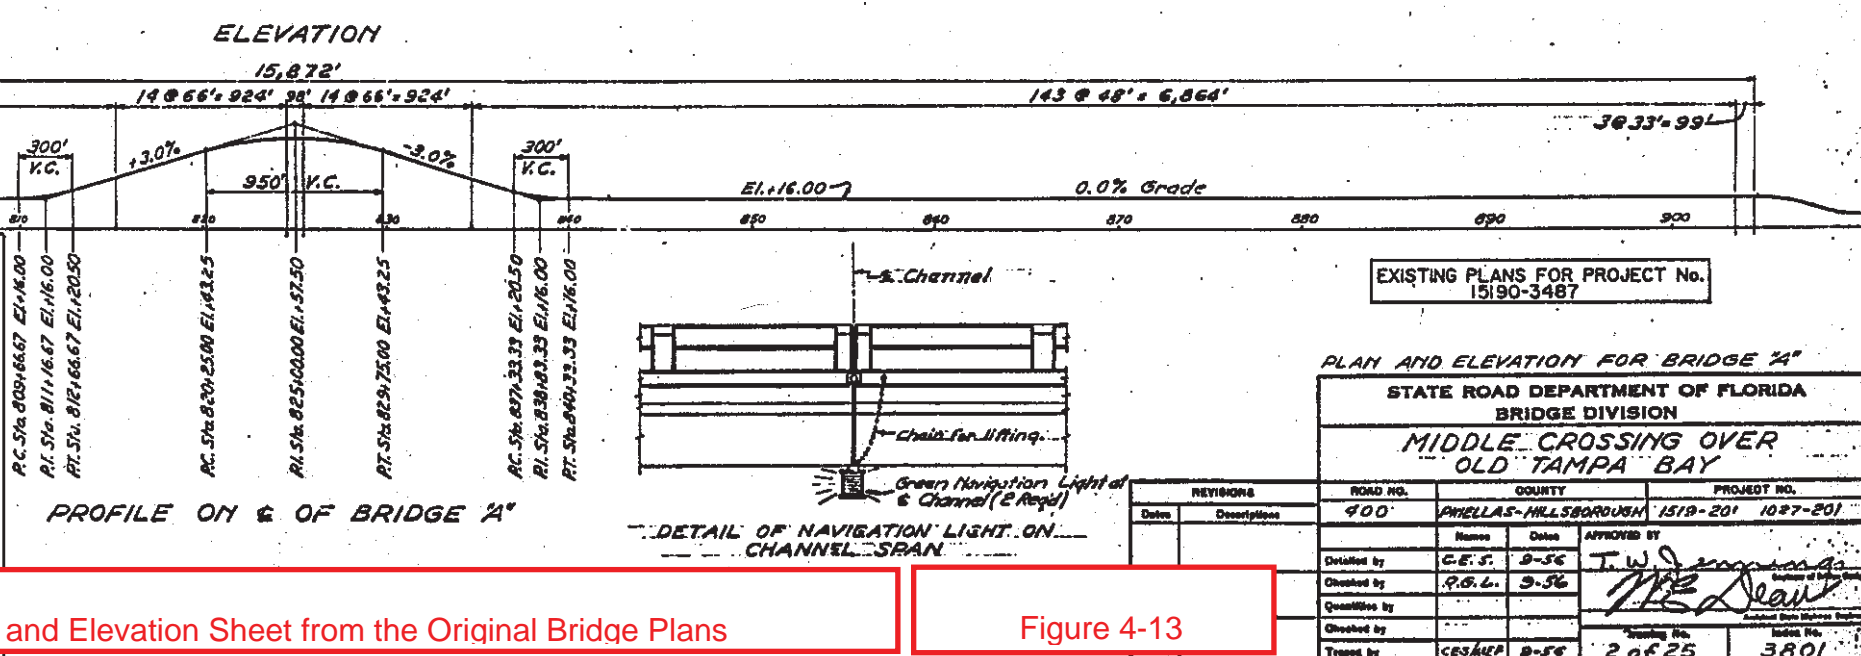 ELEVATION
15,872'
14 @ 66' = 924' 98' 14 @ 66' = 924' 143 @ 48' = 6,864'
3@33'=99'
300' V.C.
+3.0%
-3.0%
300' V.C.
950' V.C.
El.+16.00
0.0% Grade
810 820 830 840 850 860 870 880 890 900
P.C. Sta. 809+66.67 El.+16.00
P.I. Sta. 811+16.67 El.+16.00
P.T. Sta. 812+66.67 El.+20.50
P.C. Sta. 820+25.00 El.+43.25
P.I. Sta. 825+00.00 El.+57.50
P.T. Sta. 829+75.00 El.+43.25
P.C. Sta. 837+33.33 El.+20.50
P.I. Sta. 838+83.33 El.+16.00
P.T. Sta. 840+33.33 El.+16.00
PROFILE ON ℄ OF BRIDGE "A"
℄ Channel
Chain for lifting.
Green Navigation Light at
℄ Channel (2 Req'd)
DETAIL OF NAVIGATION LIGHT ON
CHANNEL SPAN
EXISTING PLANS FOR PROJECT No.
15190-3487
PLAN AND ELEVATION FOR BRIDGE "A"
STATE ROAD DEPARTMENT OF FLORIDA
BRIDGE DIVISION
MIDDLE CROSSING OVER
OLD TAMPA BAY
REVISIONS
Dates Descriptions
ROAD NO. COUNTY PROJECT NO.
400 PINELLAS-HILLSBOROUGH 1519-201 1087-201
Names Dates APPROVED BY
Detailed by C.E.S. 9-56
Checked by 9-56
Quantities by
Checked by
Traced by 9-56
Drawing No. Index No.
2 of 25 3801
and Elevation Sheet from the Original Bridge Plans
Figure 4-13